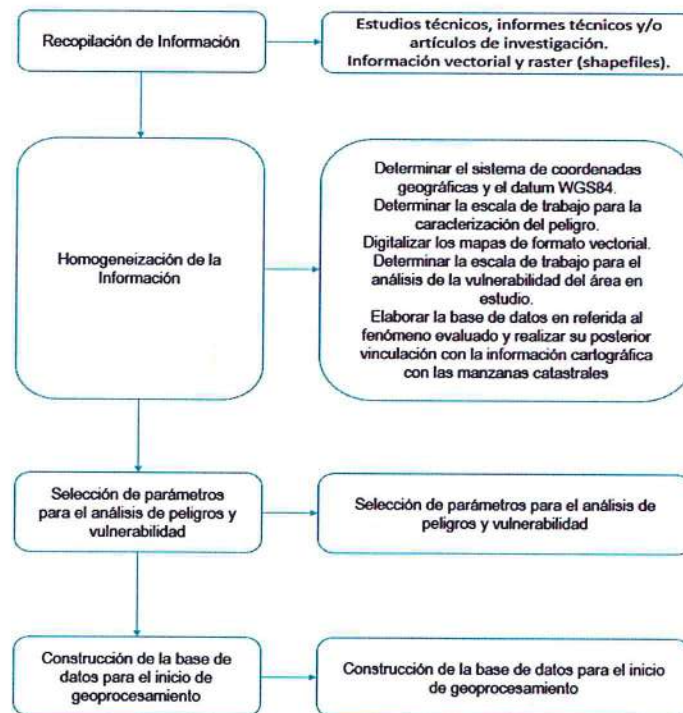 Recopilación de Información
Estudios técnicos, informes técnicos y/o
artículos de investigación.
Información vectorial y raster (shapefiles).
Homogeneización de la
Información
Determinar el sistema de coordenadas
geográficas y el datum WGS84.
Determinar la escala de trabajo para la
caracterización del peligro.
Digitalizar los mapas de formato vectorial.
Determinar la escala de trabajo para el
análisis de la vulnerabilidad del área en
estudio.
Elaborar la base de datos en referida al
fenómeno evaluado y realizar su posterior
vinculación con la información cartográfica
con las manzanas catastrales
Selección de parámetros
para el análisis de peligros y
vulnerabilidad
Selección de parámetros para el análisis de
peligros y vulnerabilidad
Construcción de la base de
datos para el inicio de
geoprocesamiento
Construcción de la base de datos para el inicio
de geoprocesamiento